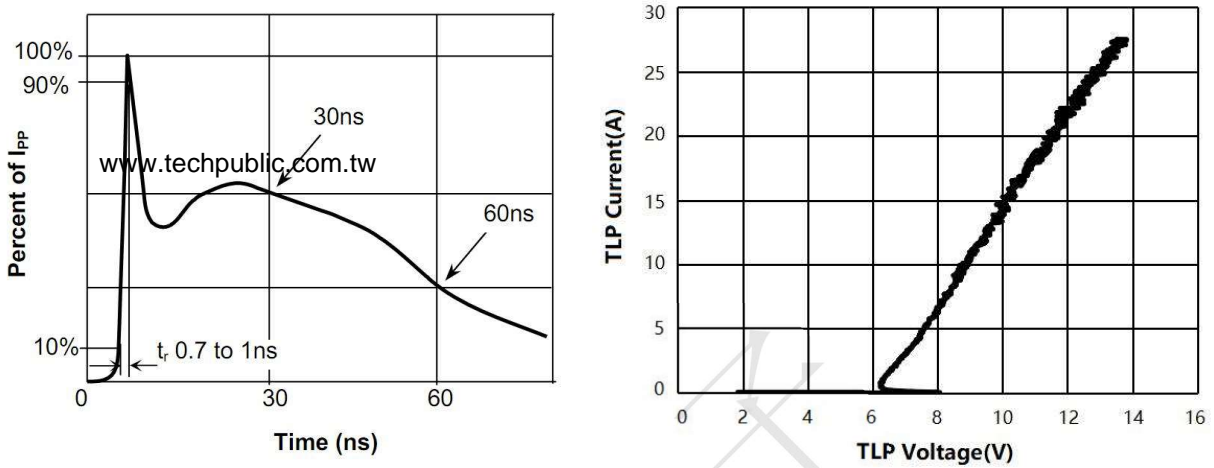 100%
90%
10%
Percent of IPP
www.techpublic.com.tw
30ns
60ns
tr 0.7 to 1ns
0 30 60
Time (ns)
30
25
20
15
10
5
0
TLP Current(A)
0 2 4 6 8 10 12 14 16
TLP Voltage(V)